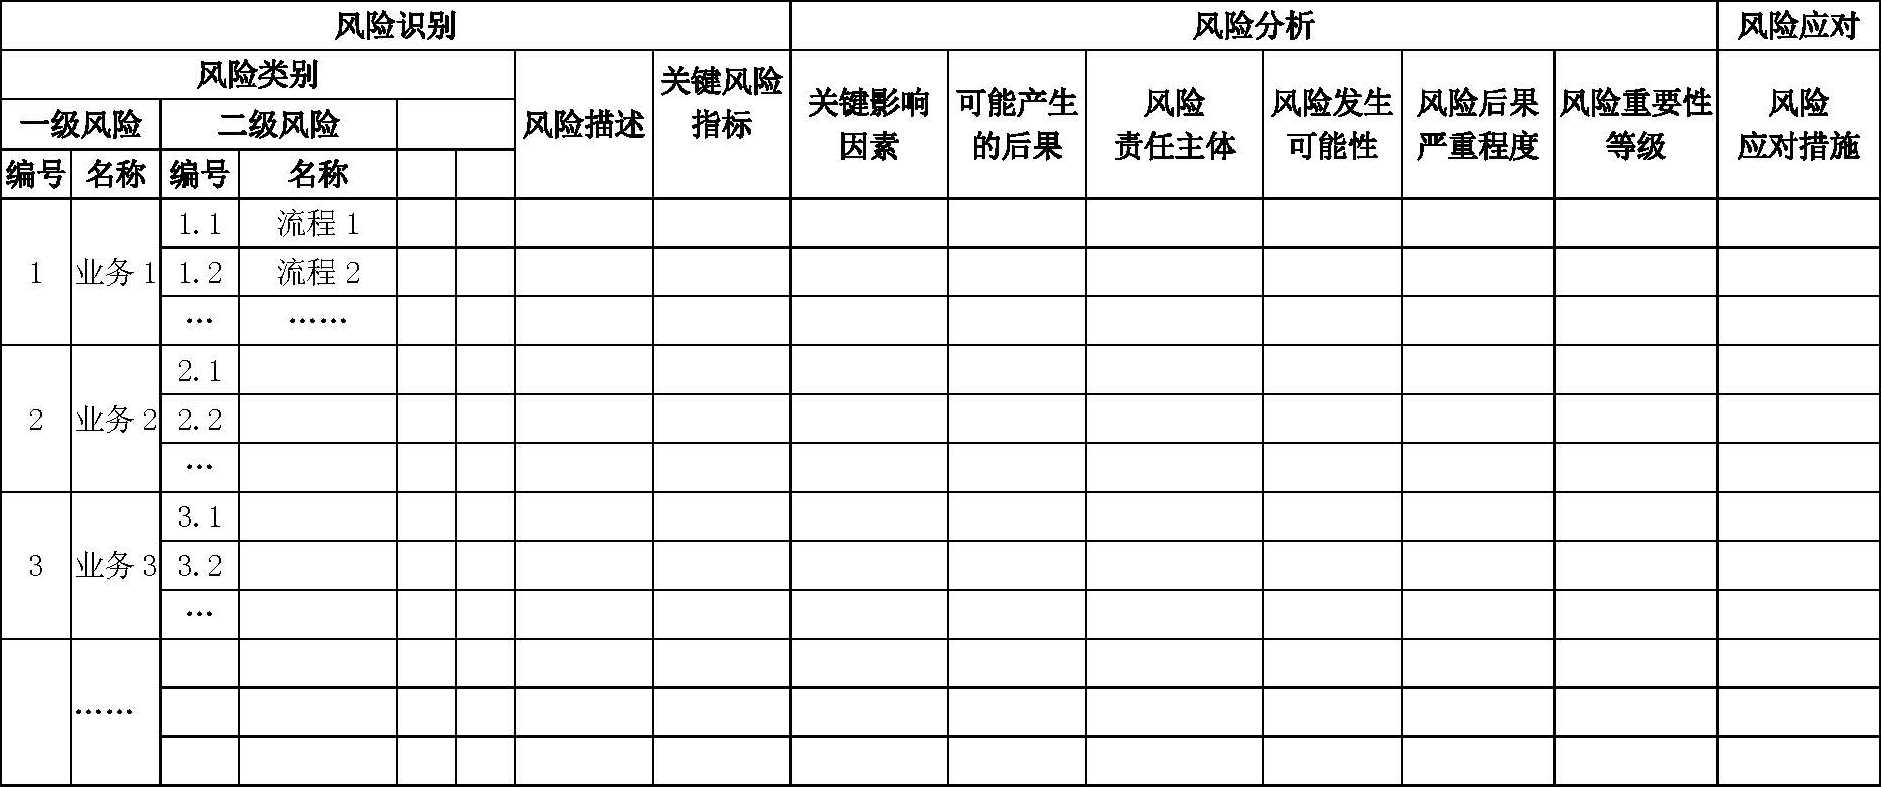 风险识别 风险分析 风险应对
风险类别 风险描述 关键风险
指标 关键影响
因素 可能产生
的后果 风险
责任主体 风险发生
可能性 风险后果
严重程度 风险重要性
等级 风险
应对措施
一级风险 二级风险
编号 名称 编号 名称
1 业务1 1.1 流程1
1.2 流程2
… ……
2 业务2 2.1
2.2
…
3 业务3 3.1
3.2
…
……